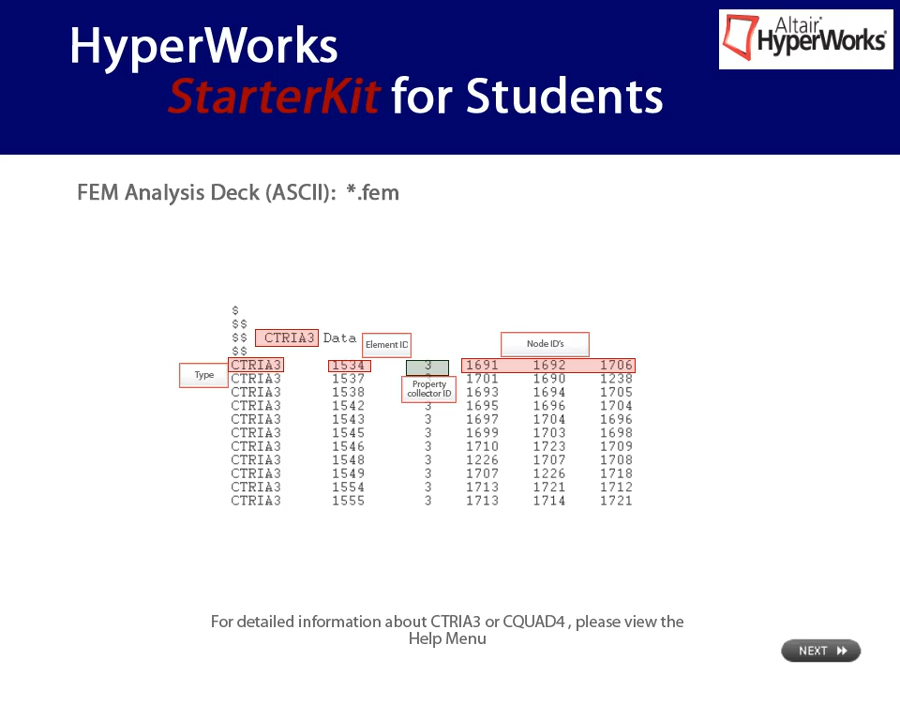 HyperWorks
StarterKit for Students
Altair®
HyperWorks®
FEM Analysis Deck (ASCII):  *.fem
$
$$
$$ CTRIA3 Data
Element ID
Node ID's
$$
Type
CTRIA3 1534 3 1691 1692 1706
CTRIA3 1537 1701 1690 1238
Property
collector ID
CTRIA3 1538 1693 1694 1705
CTRIA3 1542 3 1695 1696 1704
CTRIA3 1543 3 1697 1704 1696
CTRIA3 1545 3 1699 1703 1698
CTRIA3 1546 3 1710 1723 1709
CTRIA3 1548 3 1226 1707 1708
CTRIA3 1549 3 1707 1226 1718
CTRIA3 1554 3 1713 1721 1712
CTRIA3 1555 3 1713 1714 1721
For detailed information about CTRIA3 or CQUAD4 , please view the
Help Menu
NEXT